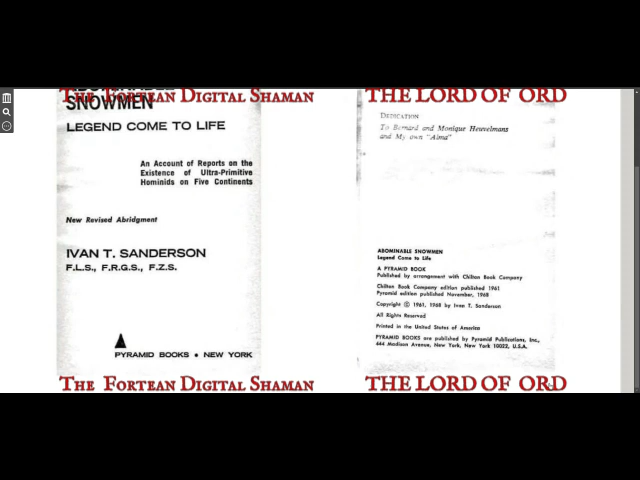 ABOMINABLE
SNOWMEN
THE FORTEAN DIGITAL SHAMAN
LEGEND COME TO LIFE
An Account of Reports on the
Existence of Ultra-Primitive
Hominids on Five Continents
New Revised Abridgment
IVAN T. SANDERSON
F.L.S., F.R.G.S., F.Z.S.
PYRAMID BOOKS • NEW YORK
THE FORTEAN DIGITAL SHAMAN
THE LORD OF ORD
DEDICATION
To Bernard and Monique Heuvelmans
and My own "Alma"
ABOMINABLE SNOWMEN
Legend Come to Life
A PYRAMID BOOK
Published by arrangement with Chilton Book Company
Chilton Book Company edition published 1961
Pyramid edition published November, 1968
Copyright © 1961, 1968 by Ivan T. Sanderson
All Rights Reserved
Printed in the United States of America
PYRAMID BOOKS are published by Pyramid Publications, Inc.,
444 Madison Avenue, New York, New York 10022, U.S.A.
THE LORD OF ORD